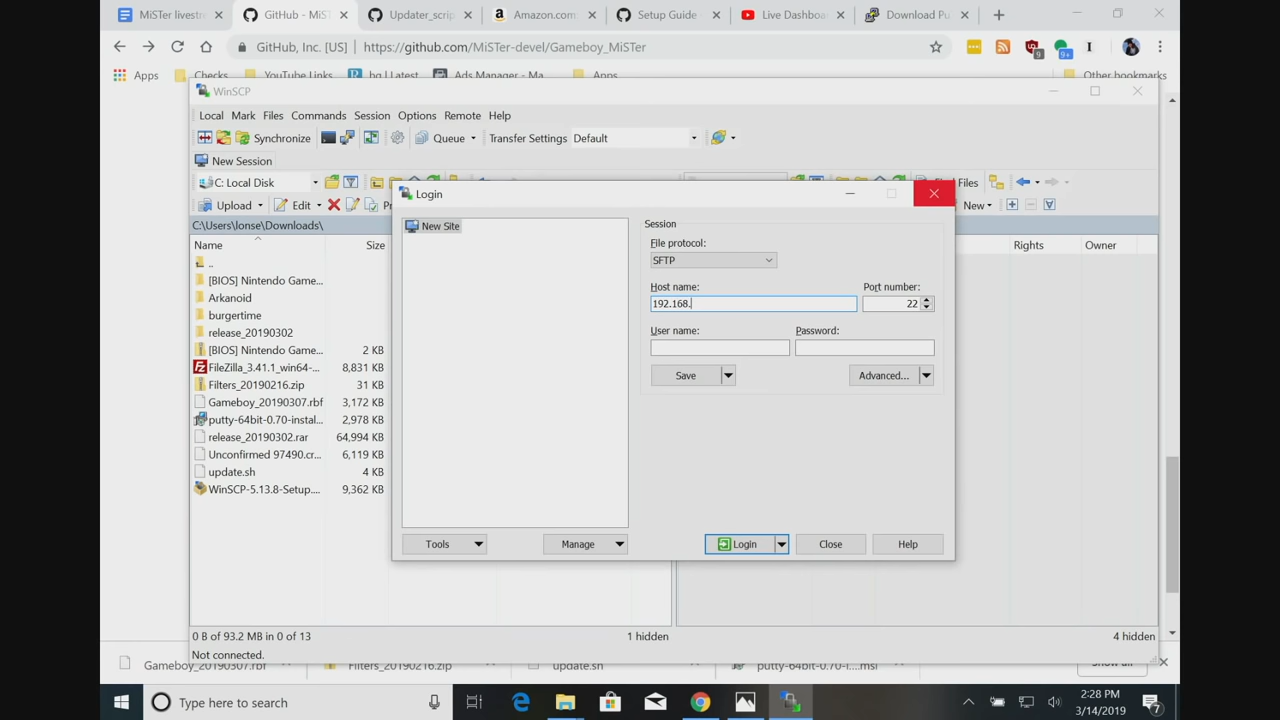 MiSTer livestr
GitHub - MiST
Updater_scrip
Amazon.com
Setup Guide
Live Dashboa
Download Pu
GitHub, Inc. [US] | https://github.com/MiSTer-devel/Gameboy_MiSTer
9
9+
Apps
Checks
YouTube Links
Ads Manager - Ma
Apps
Other bookmarks
WinSCP
Local Mark Files Commands Session Options Remote Help
Synchronize Queue Transfer Settings Default
New Session
C: Local Disk
Find Files
Upload Edit
New
C:\Users\lonse\Downloads\
Name Size Rights Owner
..
[BIOS] Nintendo Game...
Arkanoid
burgertime
release_20190302
[BIOS] Nintendo Game... 2 KB
FileZilla_3.41.1_win64-... 8,831 KB
Filters_20190216.zip 31 KB
Gameboy_20190307.rbf 3,172 KB
putty-64bit-0.70-instal... 2,978 KB
release_20190302.rar 64,994 KB
Unconfirmed 97490.cr... 6,119 KB
update.sh 4 KB
WinSCP-5.13.8-Setup.... 9,362 KB
Login
New Site
Session
File protocol:
SFTP
Host name: Port number:
192.168. 22
User name: Password:
Save Advanced...
Tools Manage Login Close Help
0 B of 93.2 MB in 0 of 13 1 hidden 4 hidden
Not connected.
Gameboy_20190307.rbf
Filters_20190216.zip
update.sh
putty-64bit-0.70-i....msi
Show all
Type here to search
2:28 PM
3/14/2019
7